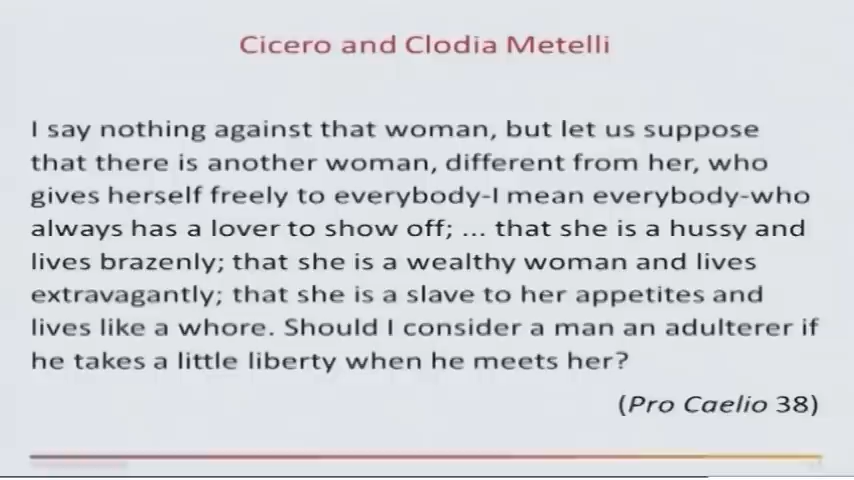 Cicero and Clodia Metelli
I say nothing against that woman, but let us suppose
that there is another woman, different from her, who
gives herself freely to everybody-I mean everybody-who
always has a lover to show off; ... that she is a hussy and
lives brazenly; that she is a wealthy woman and lives
extravagantly; that she is a slave to her appetites and
lives like a whore. Should I consider a man an adulterer if
he takes a little liberty when he meets her?
(Pro Caelio 38)